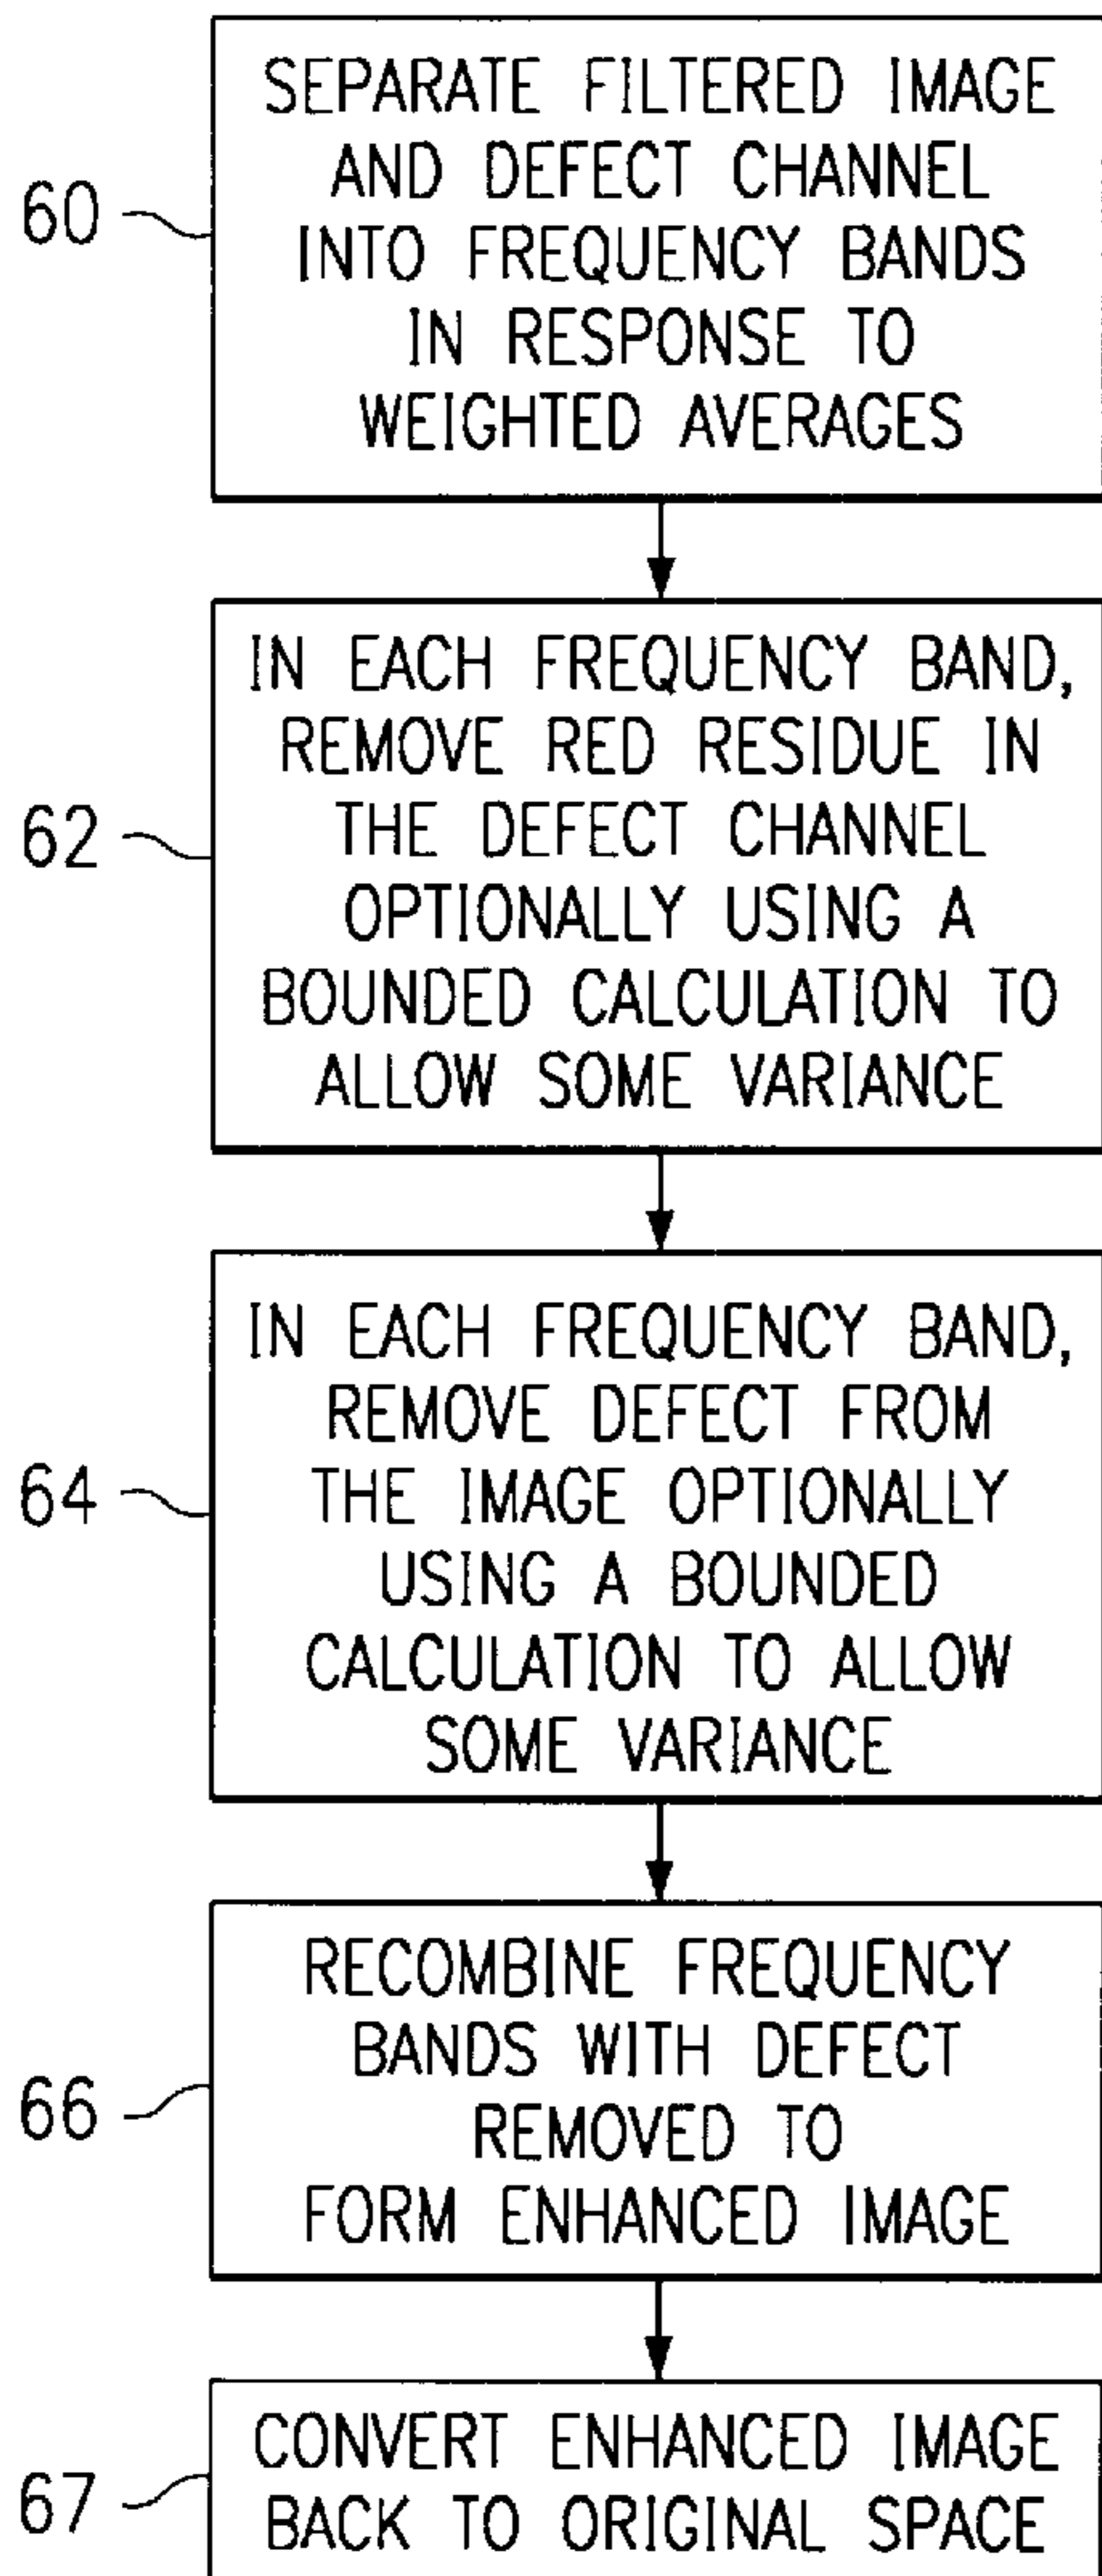 SEPARATE FILTERED IMAGE
AND DEFECT CHANNEL
60
INTO FREQUENCY BANDS
IN RESPONSE TO
WEIGHTED AVERAGES
IN EACH FREQUENCY BAND,
REMOVE RED RESIDUE IN
THE DEFECT CHANNEL
62
OPTIONALLY USING A
BOUNDED CALCULATION TO
ALLOW SOME VARIANCE
IN EACH FREQUENCY BAND,
REMOVE DEFECT FROM
THE IMAGE OPTIONALLY
64
USING A BOUNDED
CALCULATION TO ALLOW
SOME VARIANCE
RECOMBINE FREQUENCY
BANDS WITH DEFECT
66
REMOVED TO
FORM ENHANCED IMAGE
CONVERT ENHANCED IMAGE
67
BACK TO ORIGINAL SPACE